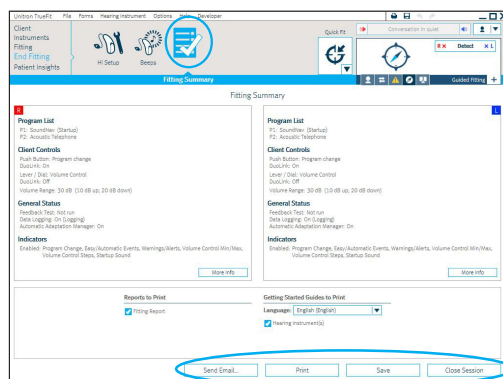 Unitron TrueFit File Forms Hearing Instrument Options Help Developer
Client
Instruments
Fitting
End Fitting
Patient insights
HI Setup
Beeps
Fitting Summary
Quick Fit
Conversation in quiet
R X Detect X L
Guided Fitting +
Fitting Summary
R
Program List
P1: SoundNav (Startup)
P2: Acoustic Telephone
Client Controls
Push Button: Program change
DuoLink: On
Lever / Dial: Volume Control
DuoLink: Off
Volume Range: 30 dB (10 dB up, 20 dB down)
General Status
Feedback Test: Not run
Data Logging: On (Logging)
Automatic Adaptation Manager: On
Indicators
Enabled: Program Change, Easy/Automatic Events, Warnings/Alerts, Volume Control Min/Max,
Volume Control Steps, Startup Sound
More info
L
Program List
P1: SoundNav (Startup)
P2: Acoustic Telephone
Client Controls
Push Button: Program change
DuoLink: On
Lever / Dial: Volume Control
DuoLink: Off
Volume Range: 30 dB (10 dB up, 20 dB down)
General Status
Feedback Test: Not run
Data Logging: On (Logging)
Automatic Adaptation Manager: On
Indicators
Enabled: Program Change, Easy/Automatic Events, Warnings/Alerts, Volume Control Min/Max,
Volume Control Steps, Startup Sound
More info
Reports to Print
Fitting Report
Getting Started Guides to Print
Language: English (English)
Hearing instrument(s)
Send Email... Print Save Close Session